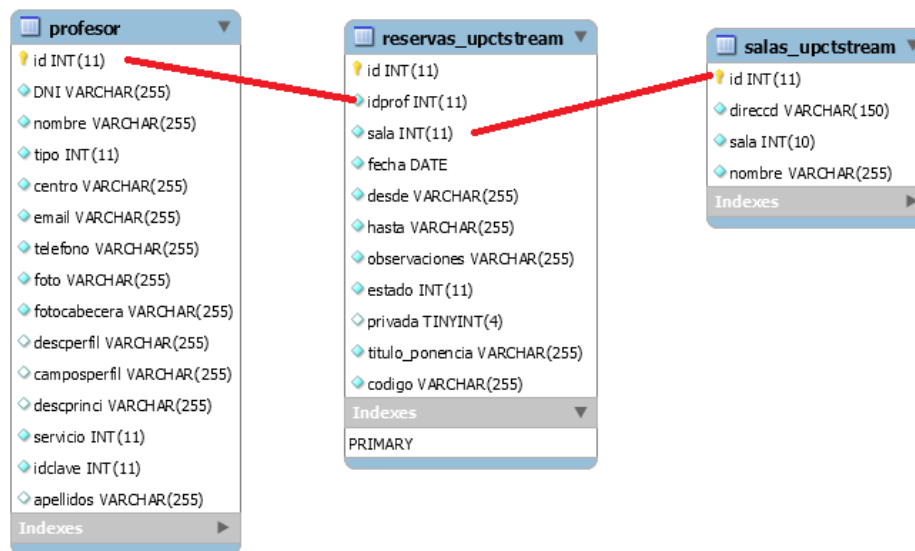 profesor
id INT(11)
DNI VARCHAR(255)
nombre VARCHAR(255)
tipo INT(11)
centro VARCHAR(255)
email VARCHAR(255)
telefono VARCHAR(255)
foto VARCHAR(255)
fotocabecera VARCHAR(255)
descperfil VARCHAR(255)
camposperfil VARCHAR(255)
descprinci VARCHAR(255)
servicio INT(11)
idclave INT(11)
apellidos VARCHAR(255)
Indexes
reservas_upctstream
id INT(11)
idprof INT(11)
sala INT(11)
fecha DATE
desde VARCHAR(255)
hasta VARCHAR(255)
observaciones VARCHAR(255)
estado INT(11)
privada TINYINT(4)
titulo_ponencia VARCHAR(255)
codigo VARCHAR(255)
Indexes
PRIMARY
salas_upctstream
id INT(11)
direccd VARCHAR(150)
sala INT(10)
nombre VARCHAR(255)
Indexes